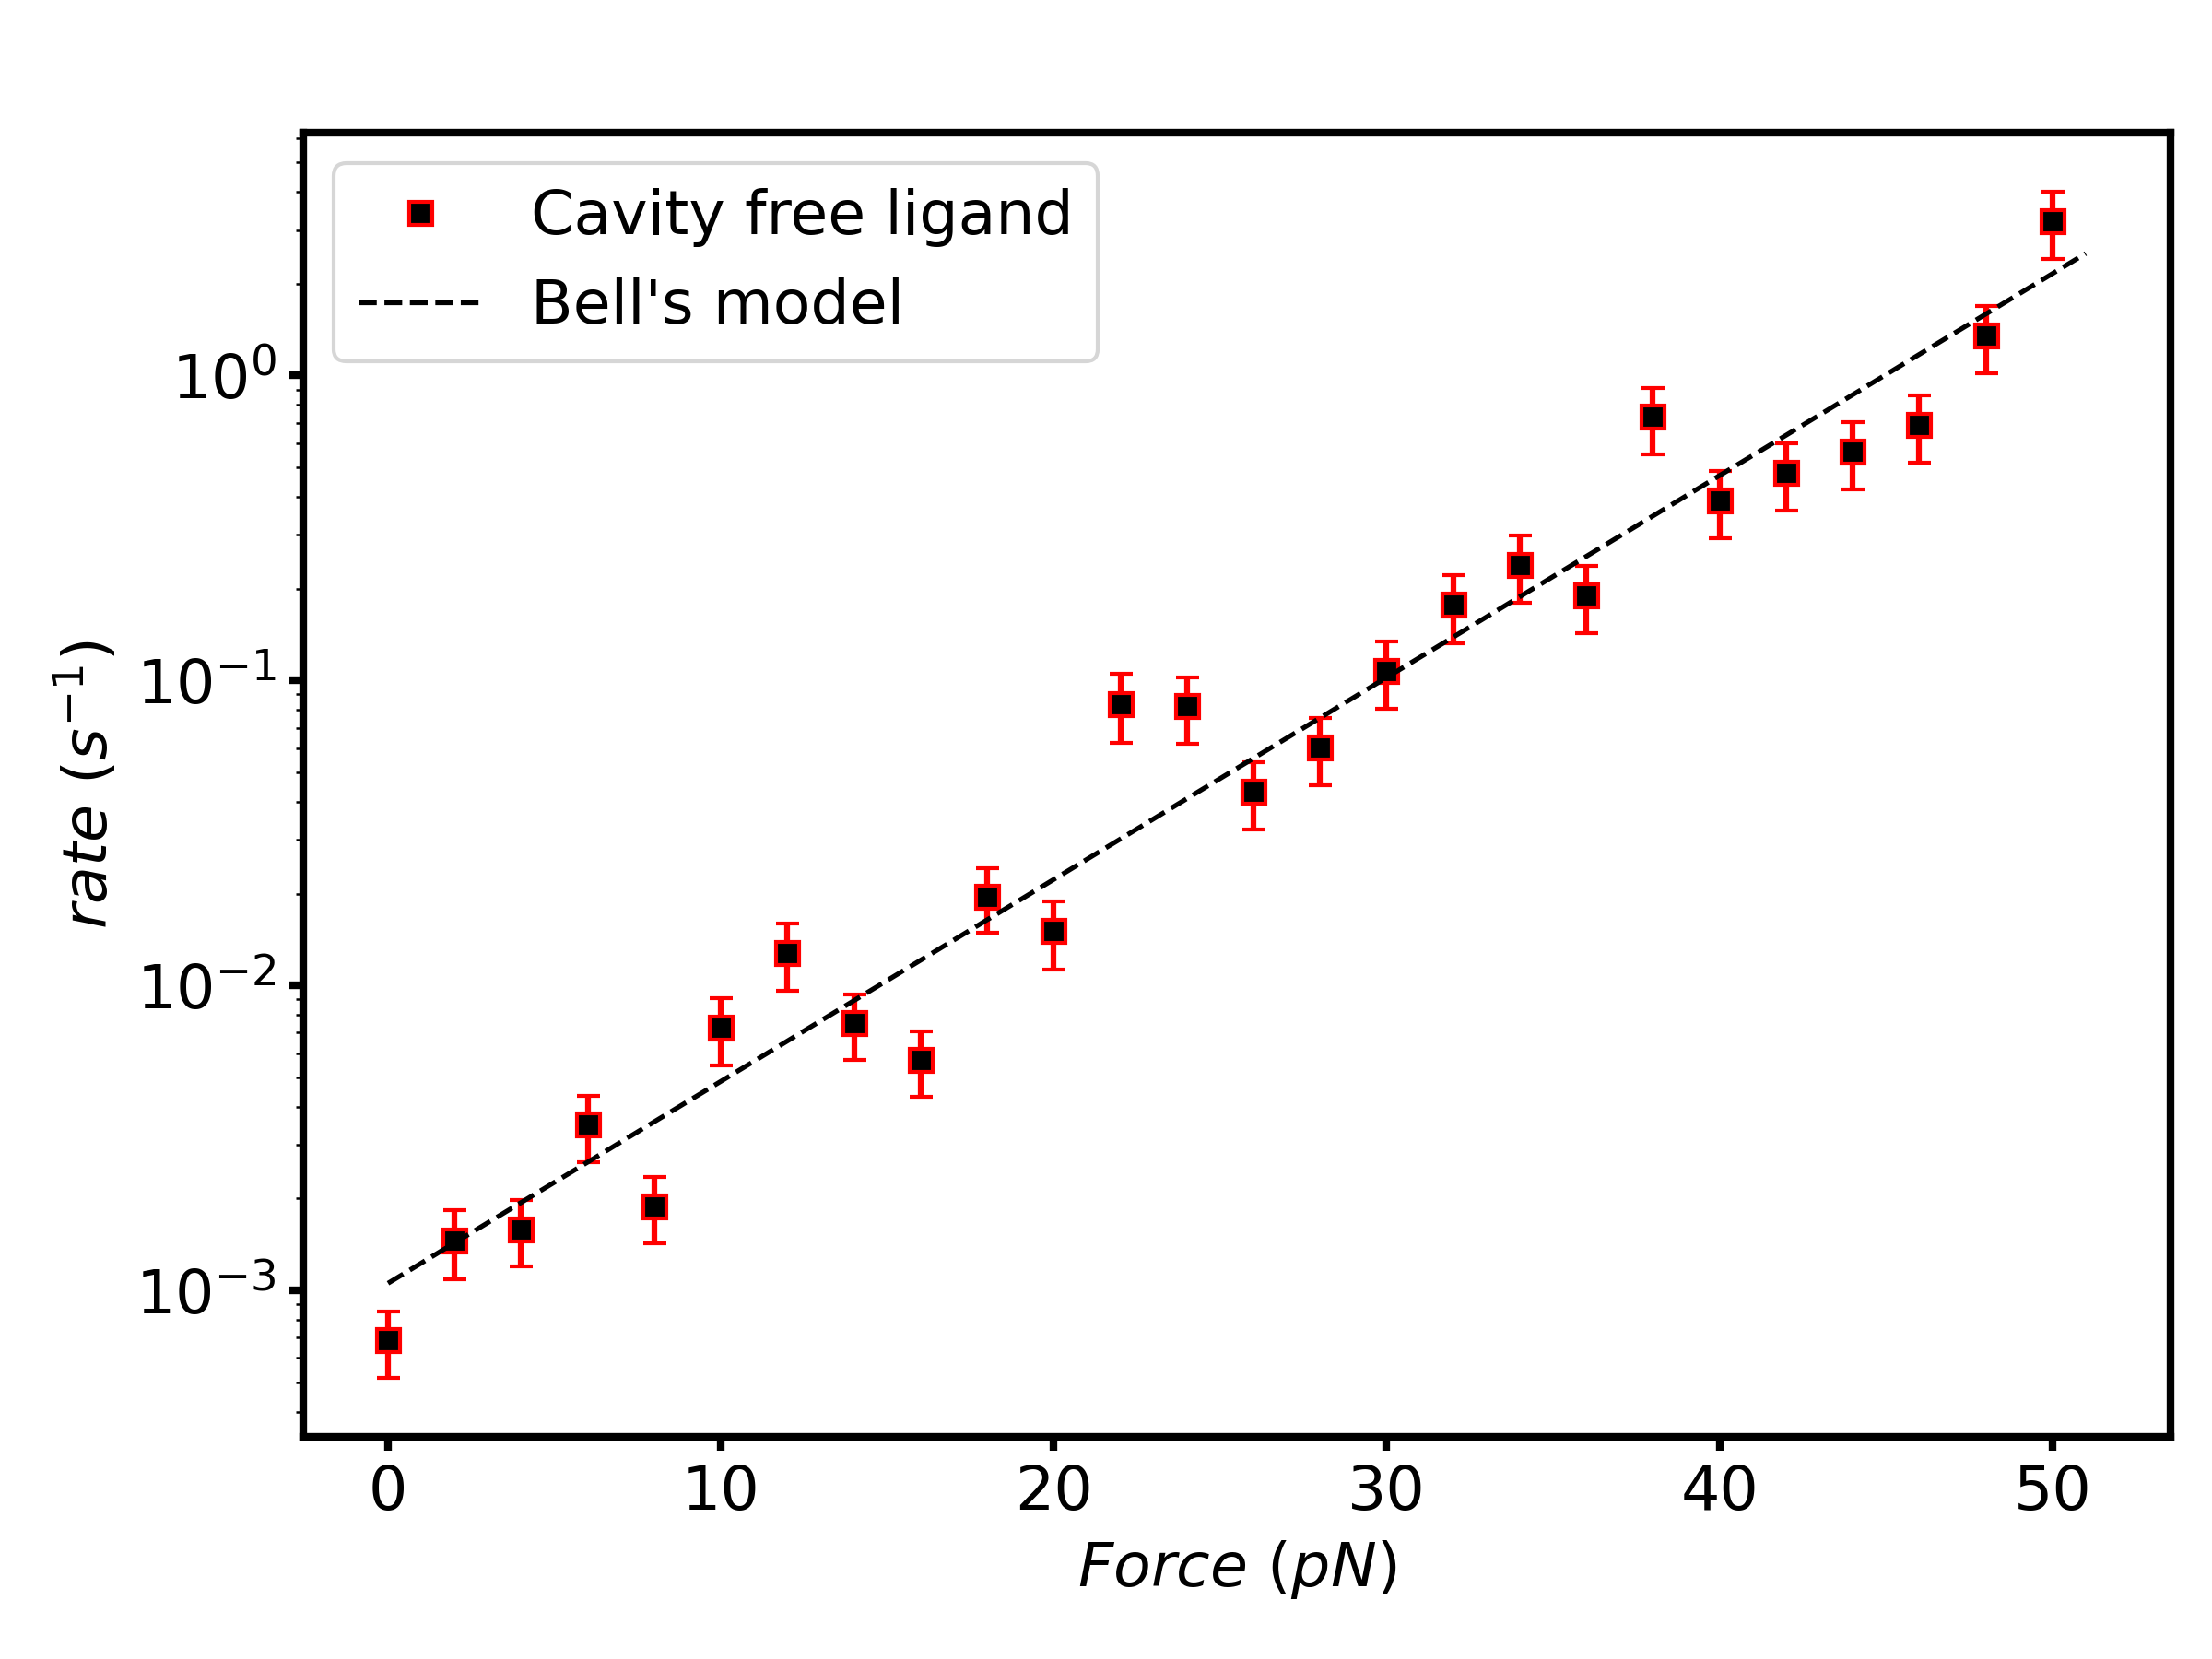 Cavity free ligand
Bell's model
10⁰
10⁻¹
10⁻²
10⁻³
rate (s⁻¹)
0 10 20 30 40 50
Force (pN)